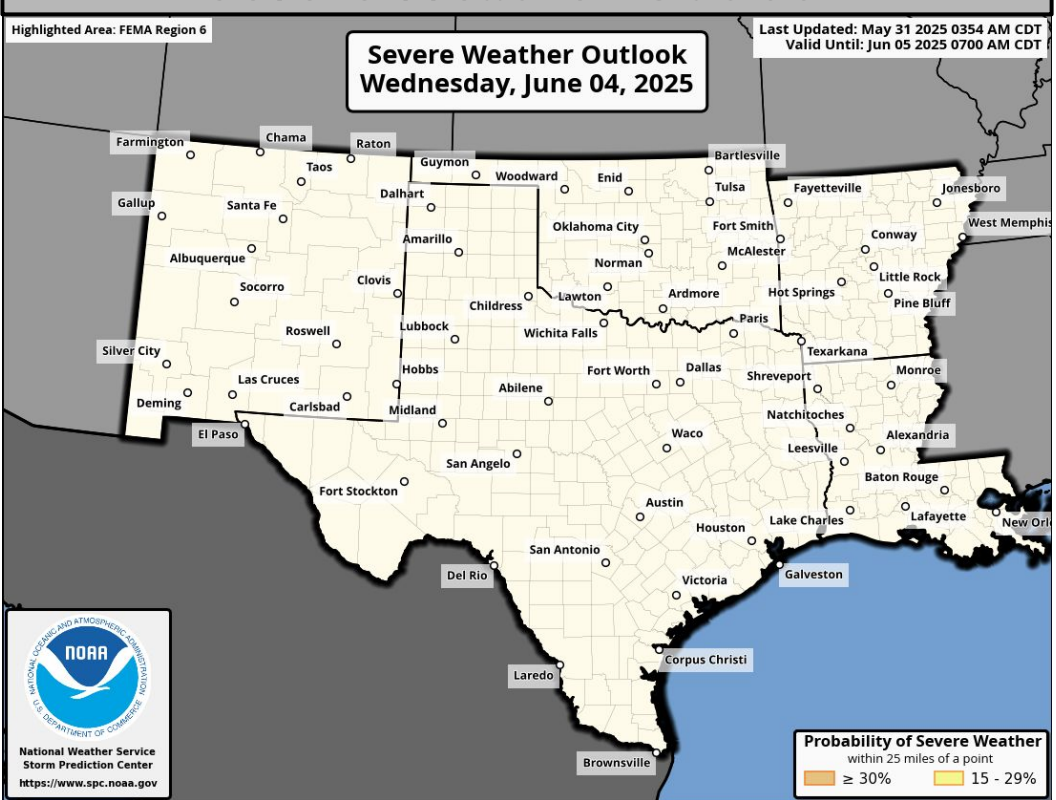 Highlighted Area: FEMA Region 6
Last Updated: May 31 2025 0354 AM CDT
Valid Until: Jun 05 2025 0700 AM CDT
Severe Weather Outlook
Wednesday, June 04, 2025
Farmington
Chama
Raton
Taos
Guymon
Woodward
Enid
Bartlesville
Tulsa
Fayetteville
Jonesboro
Gallup
Santa Fe
Dalhart
Oklahoma City
Fort Smith
Conway
West Memphis
Albuquerque
Amarillo
Norman
McAlester
Little Rock
Socorro
Clovis
Childress
Lawton
Ardmore
Hot Springs
Pine Bluff
Roswell
Lubbock
Wichita Falls
Paris
Texarkana
Silver City
Las Cruces
Hobbs
Abilene
Fort Worth
Dallas
Shreveport
Monroe
Deming
Carlsbad
Midland
Natchitoches
El Paso
Waco
Leesville
Alexandria
San Angelo
Fort Stockton
Baton Rouge
Austin
Houston
Lake Charles
Lafayette
New Orle
San Antonio
Del Rio
Victoria
Galveston
Laredo
Corpus Christi
Brownsville
NATIONAL OCEANIC AND ATMOSPHERIC ADMINISTRATION
NOAA
U.S. DEPARTMENT OF COMMERCE
National Weather Service
Storm Prediction Center
https://www.spc.noaa.gov
Probability of Severe Weather
within 25 miles of a point
≥ 30%
15 - 29%